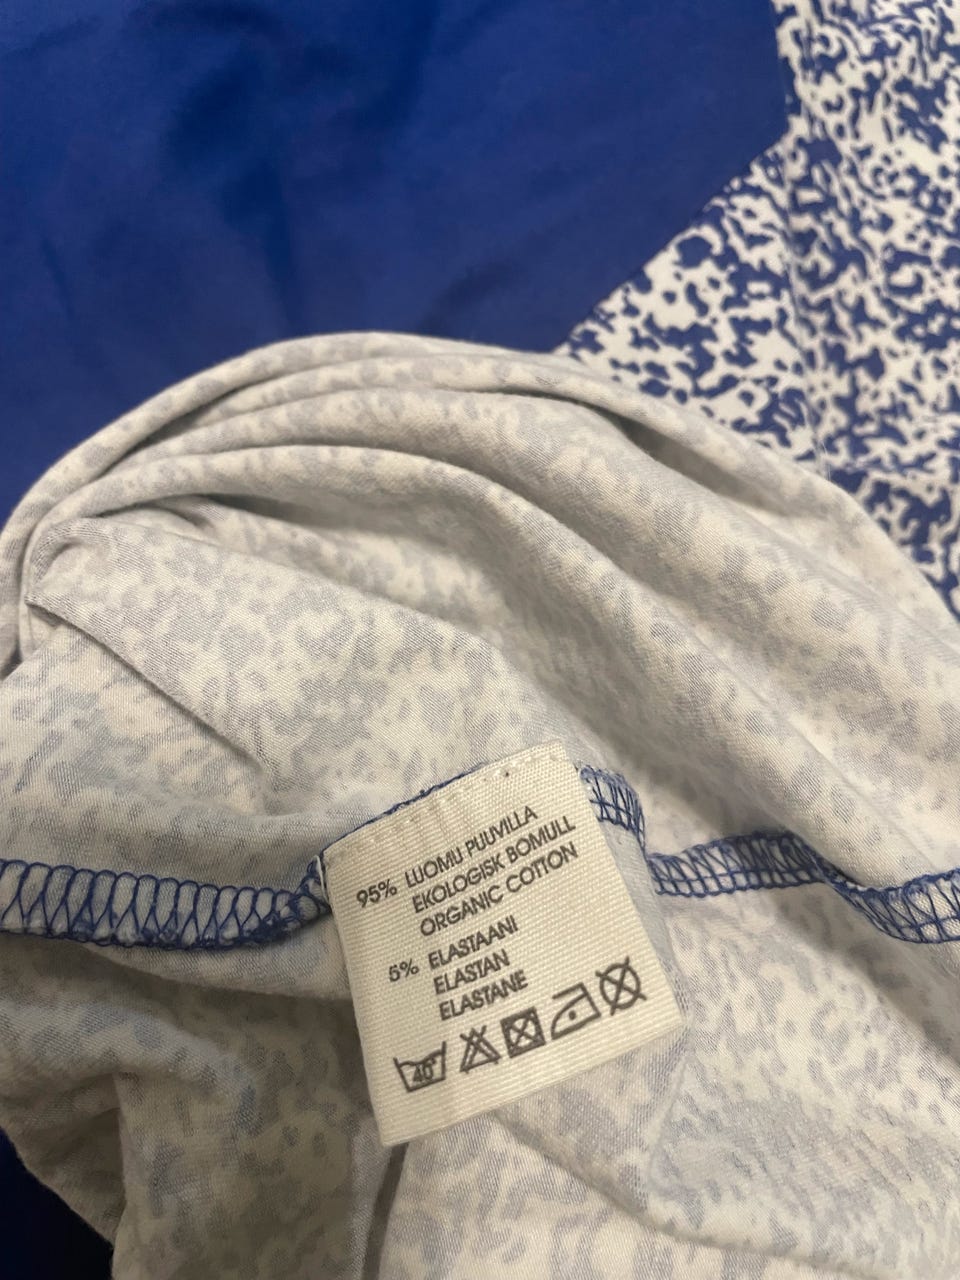 95% LUOMU PUUVILLA
EKOLOGISK BOMULL
ORGANIC COTTON
5% ELASTAANI
ELASTAN
ELASTANE
40°